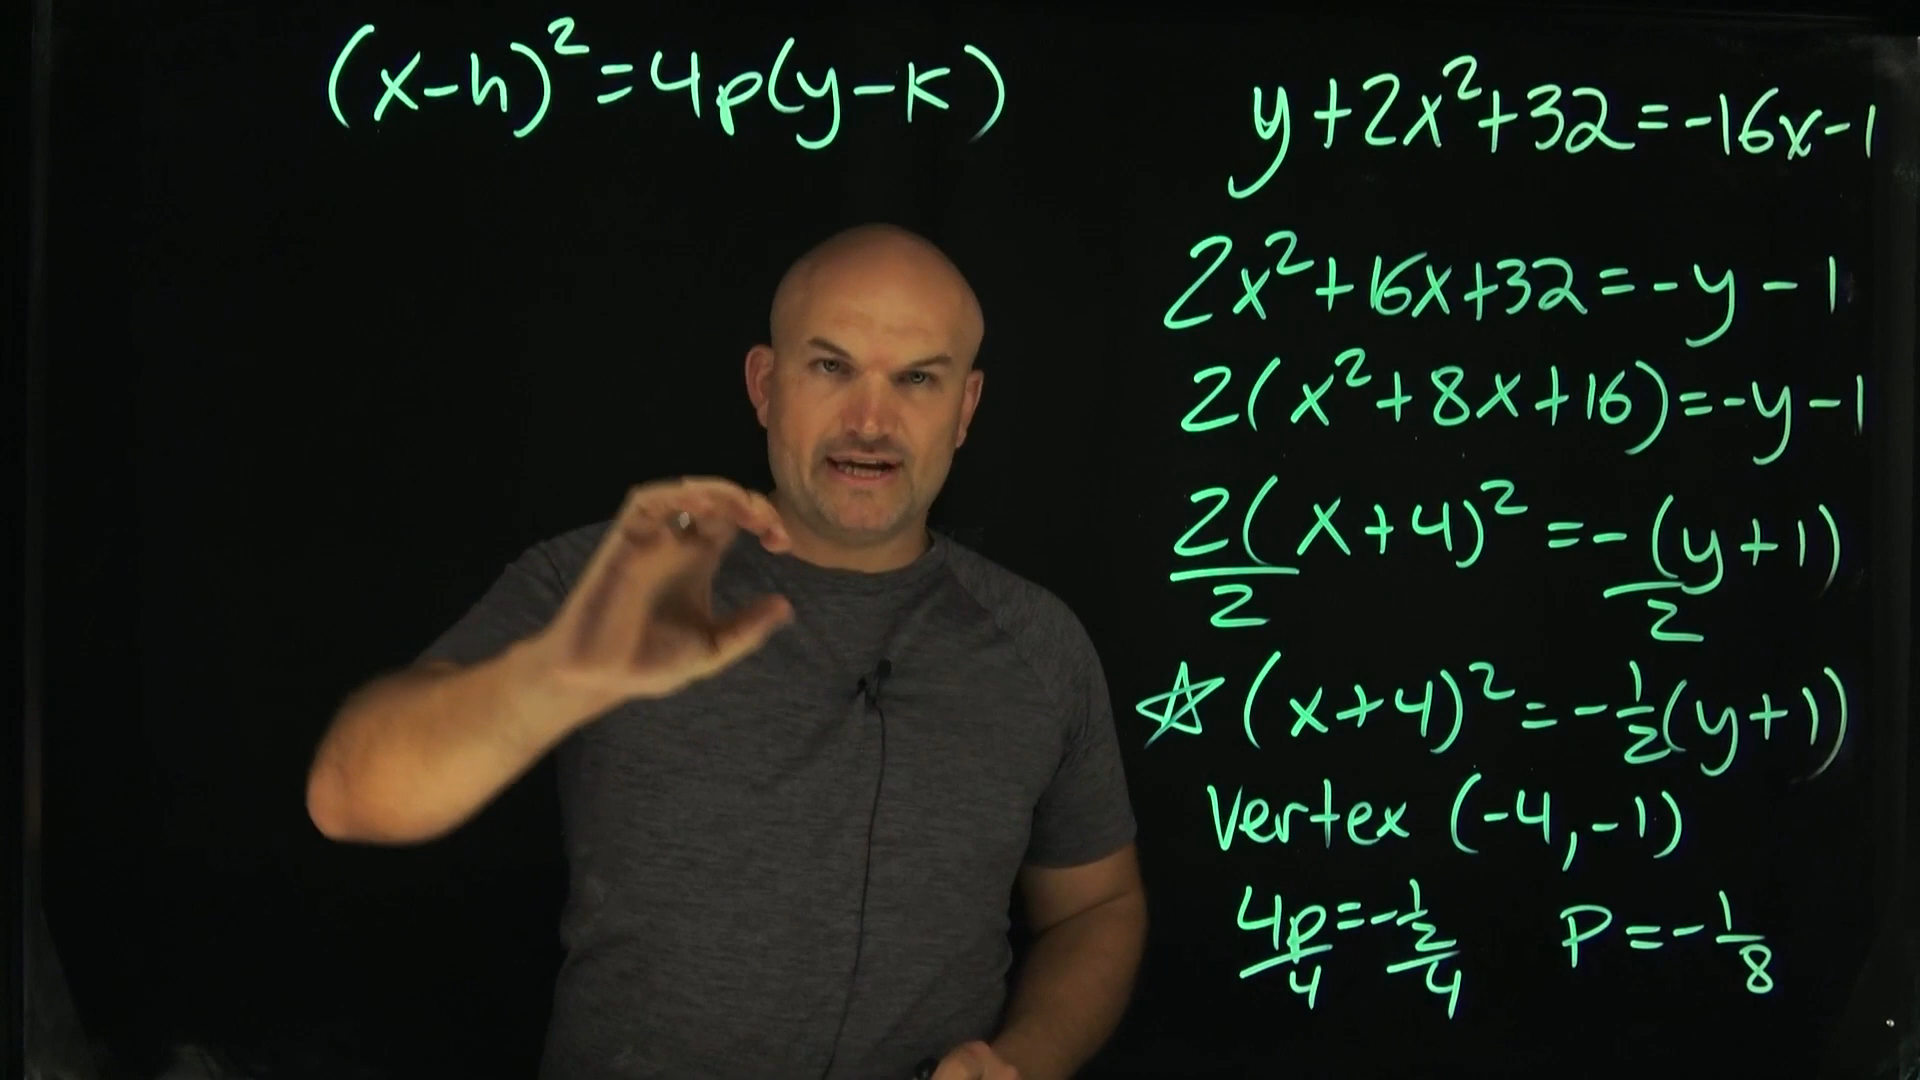 (x-h)²=4p(y-k)
y+2x²+32=-16x-1
2x²+16x+32=-y-1
2(x²+8x+16)=-y-1
2(x+4)²/2=-(y+1)/2
☆(x+4)²=-1/2(y+1)
Vertex (-4,-1)
4p/4=-1/2/4 P=-1/8